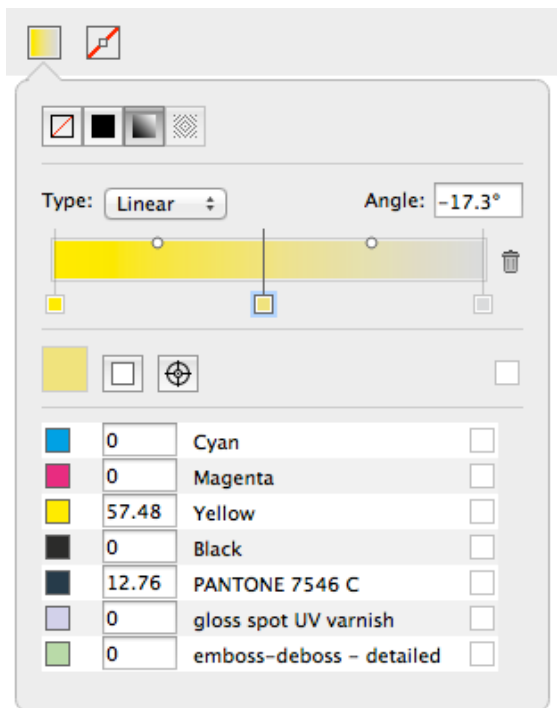 Type: Linear Angle: -17.3°
0 Cyan
0 Magenta
57.48 Yellow
0 Black
12.76 PANTONE 7546 C
0 gloss spot UV varnish
0 emboss-deboss - detailed